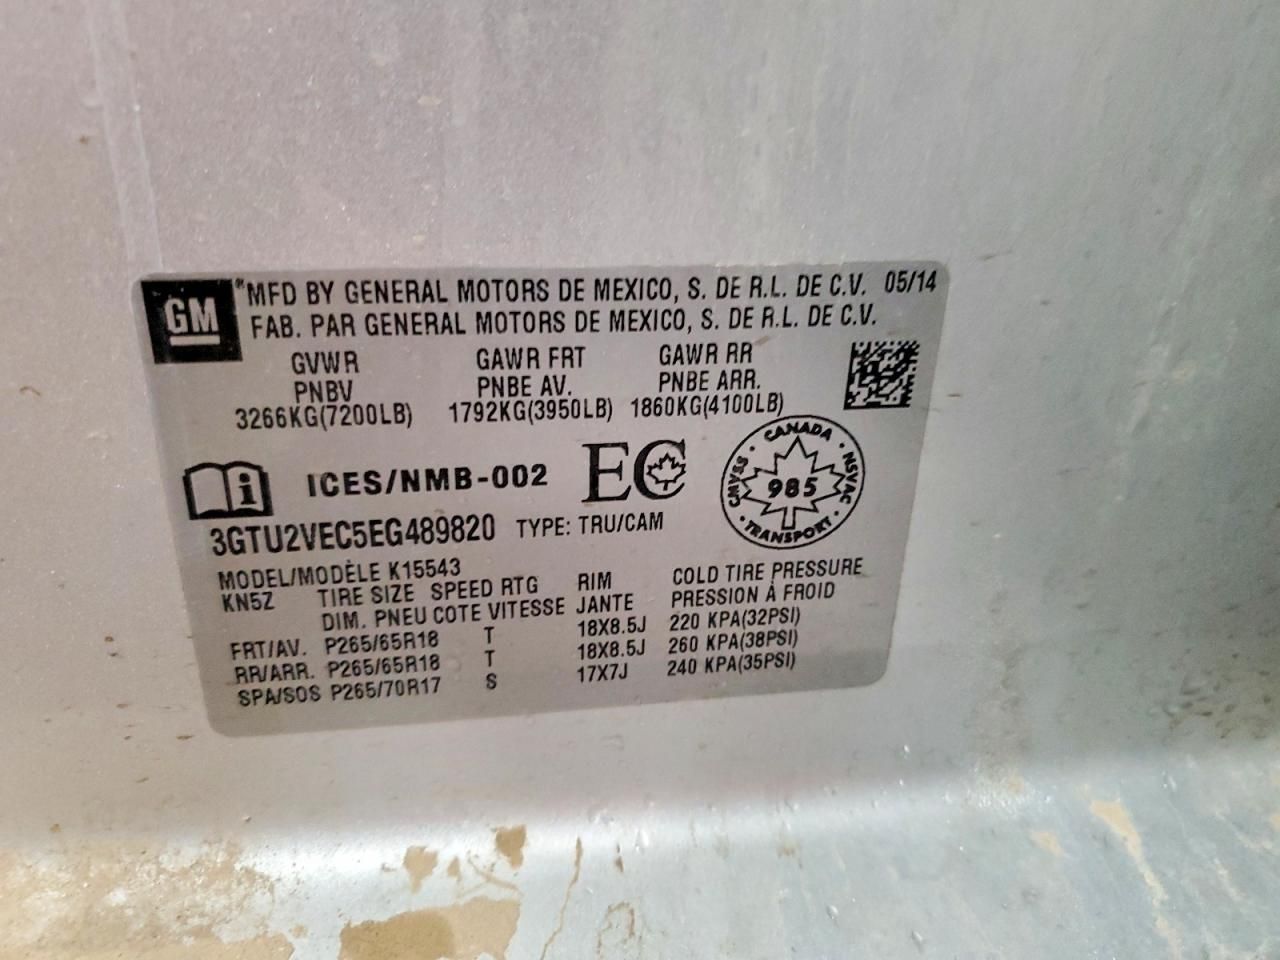 GM
MFD BY GENERAL MOTORS DE MEXICO, S. DE R.L. DE C.V. 05/14
FAB. PAR GENERAL MOTORS DE MEXICO, S. DE R.L. DE C.V.
GVWR GAWR FRT GAWR RR
PNBV PNBE AV. PNBE ARR.
3266KG(7200LB) 1792KG(3950LB) 1860KG(4100LB)
i ICES/NMB-002 EC CANADA CMVSS 985 NSVAC TRANSPORT
3GTU2VEC5EG489820 TYPE: TRU/CAM
MODEL/MODÈLE K15543
KN5Z TIRE SIZE SPEED RTG RIM COLD TIRE PRESSURE
DIM. PNEU COTE VITESSE JANTE PRESSION À FROID
FRT/AV. P265/65R18 T 18X8.5J 220 KPA(32PSI)
RR/ARR. P265/65R18 T 18X8.5J 260 KPA(38PSI)
SPA/SOS P265/70R17 S 17X7J 240 KPA(35PSI)